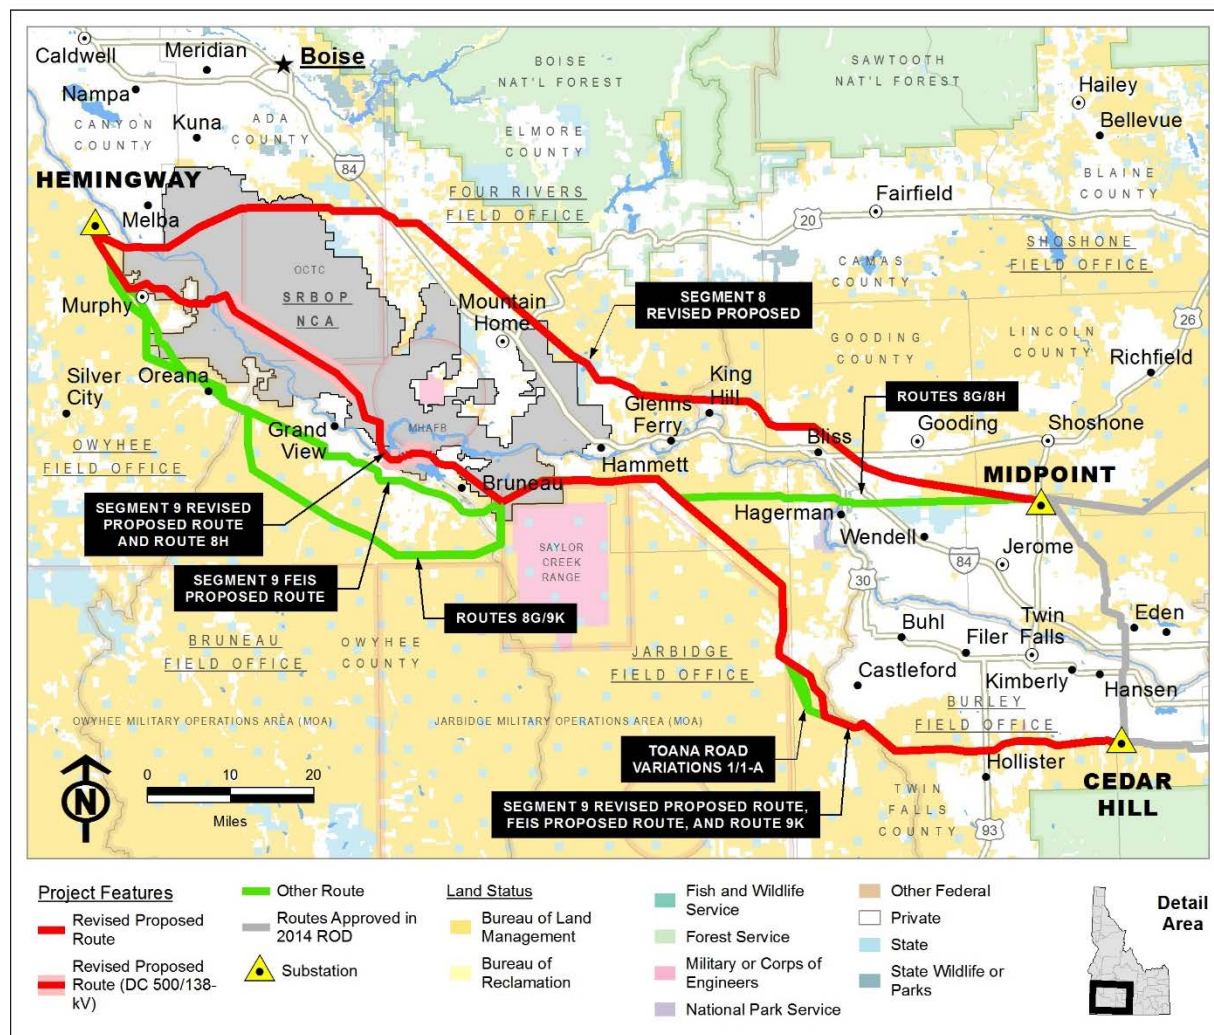 Caldwell
Meridian
Boise
BOISE
NAT'L FOREST
SAWTOOTH
NAT'L FOREST
Hailey
Nampa
CANYON
COUNTY
Kuna
ADA
COUNTY
ELMORE
COUNTY
Bellevue
84
BLAINE
COUNTY
HEMINGWAY
Melba
FOUR RIVERS
FIELD OFFICE
Fairfield
20
SHOSHONE
FIELD OFFICE
OCTC
CAMAS
COUNTY
SRBOP
NCA
Murphy
Mountain
Home
SEGMENT 8
REVISED PROPOSED
GOODING
COUNTY
LINCOLN
COUNTY
26
Richfield
Silver
City
Oreana
King
Hill
ROUTES 8G/8H
Glenns
Ferry
Gooding
Shoshone
OWYHEE
FIELD OFFICE
Grand
View
MHAFB
Hammett
Bliss
MIDPOINT
Bruneau
SEGMENT 9 REVISED
PROPOSED ROUTE
AND ROUTE 8H
Hagerman
Wendell
SAYLOR
CREEK
RANGE
Jerome
84
SEGMENT 9 FEIS
PROPOSED ROUTE
30
ROUTES 8G/9K
Twin
Falls
Eden
Buhl
Filer
BRUNEAU
FIELD OFFICE
OWYHEE
COUNTY
JARBIDGE
FIELD OFFICE
Castleford
Kimberly
Hansen
BURLEY
FIELD OFFICE
OWYHEE MILITARY OPERATIONS AREA (MOA)
JARBIDGE MILITARY OPERATIONS AREA (MOA)
TOANA ROAD
VARIATIONS 1/1-A
Hollister
CEDAR
HILL
N
0 10 20
Miles
SEGMENT 9 REVISED PROPOSED ROUTE,
FEIS PROPOSED ROUTE, AND ROUTE 9K
TWIN
FALLS
COUNTY
93
Project Features
Revised Proposed
Route
Revised Proposed
Route (DC 500/138-
kV)
Other Route
Routes Approved in
2014 ROD
Substation
Land Status
Bureau of Land
Management
Bureau of
Reclamation
Fish and Wildlife
Service
Forest Service
Military or Corps of
Engineers
National Park Service
Other Federal
Private
State
State Wildlife or
Parks
Detail
Area